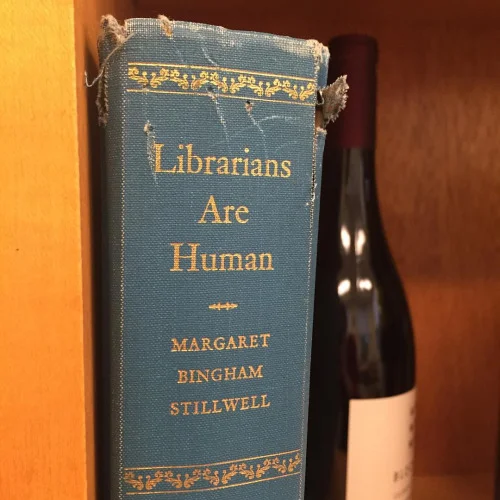 Librarians
Are
Human
MARGARET
BINGHAM
STILLWELL